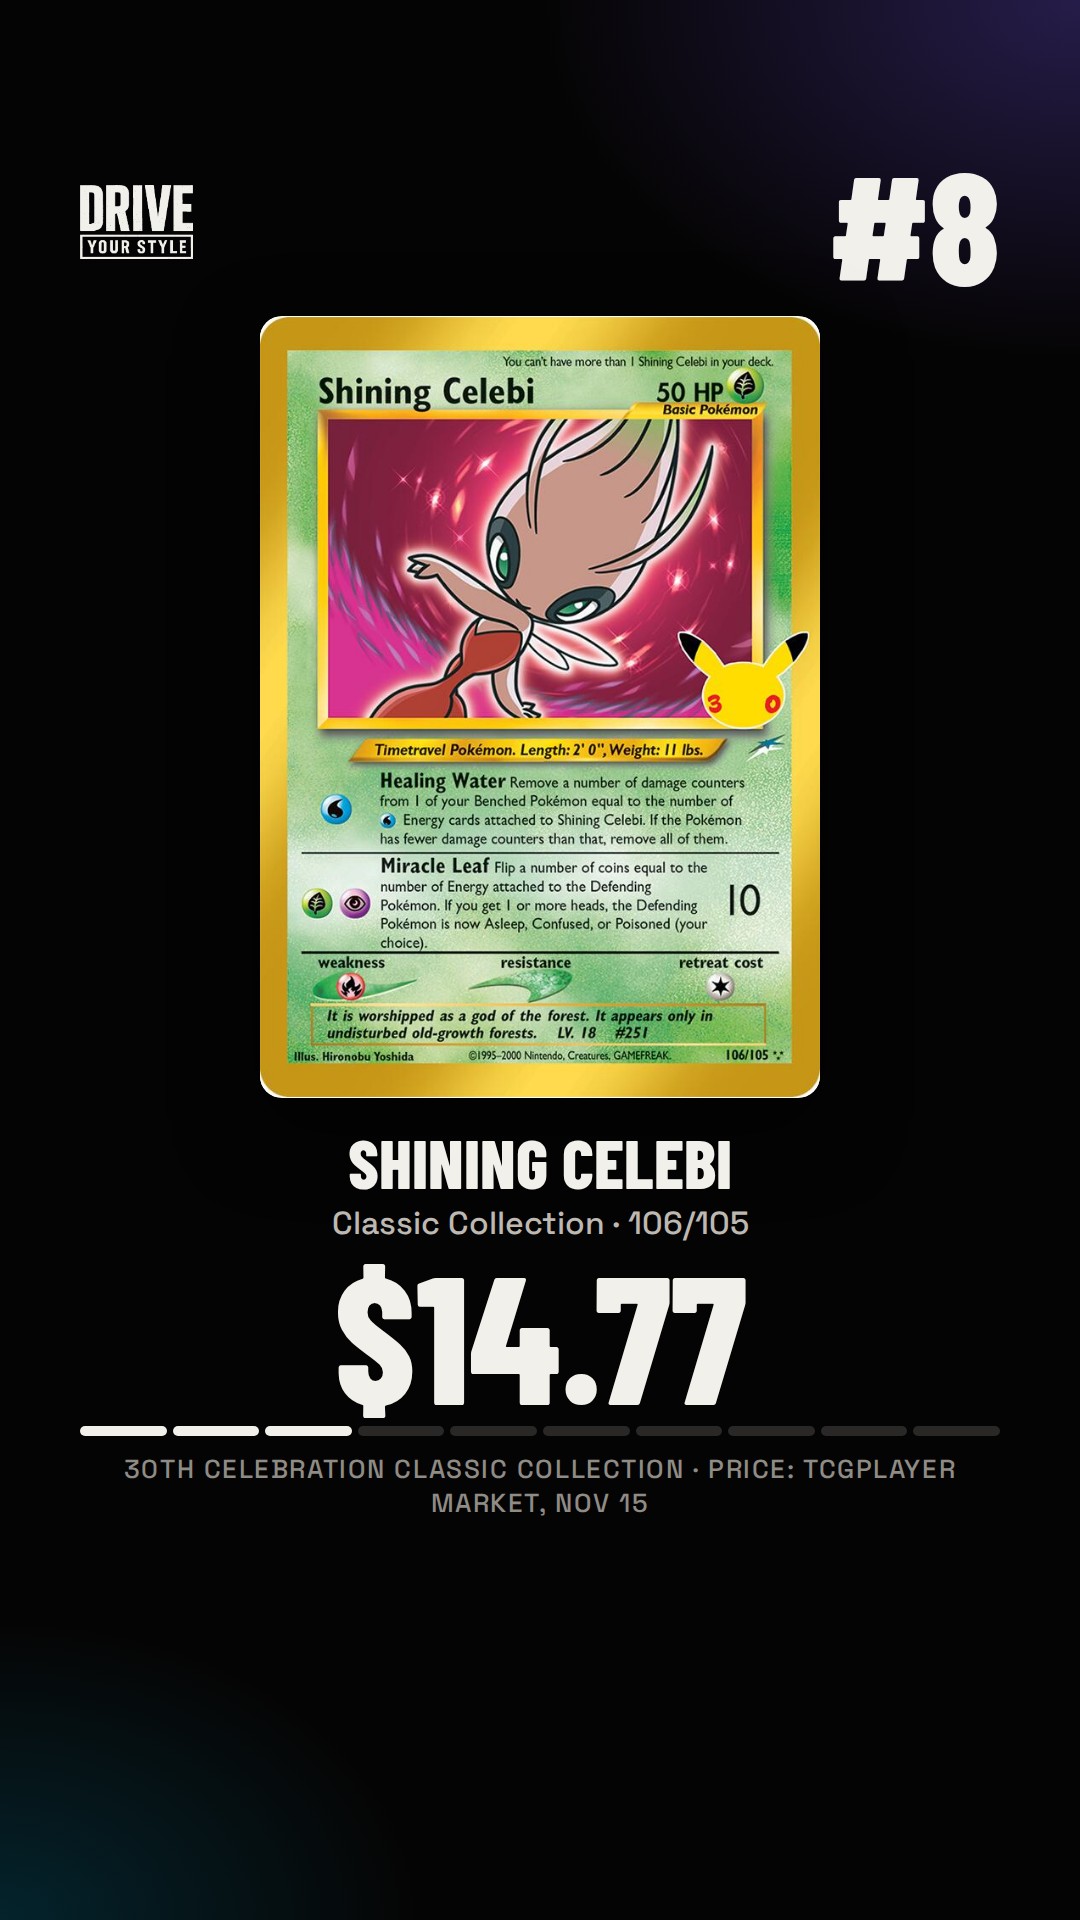 DRIVE
YOUR STYLE
#8
You can't have more than 1 Shining Celebi in your deck.
Shining Celebi
50 HP
Basic Pokémon
3 0
Timetravel Pokémon. Length: 2' 0", Weight: 11 lbs.
Healing Water Remove a number of damage counters
from 1 of your Benched Pokémon equal to the number of
Energy cards attached to Shining Celebi. If the Pokémon
has fewer damage counters than that, remove all of them.
Miracle Leaf Flip a number of coins equal to the
number of Energy attached to the Defending
Pokémon. If you get 1 or more heads, the Defending
Pokémon is now Asleep, Confused, or Poisoned (your
choice).
10
weakness
resistance
retreat cost
It is worshipped as a god of the forest. It appears only in
undisturbed old-growth forests. LV. 18 #251
Illus. Hironobu Yoshida
©1995–2000 Nintendo, Creatures, GAMEFREAK.
106/105
SHINING CELEBI
Classic Collection · 106/105
$14.77
30TH CELEBRATION CLASSIC COLLECTION · PRICE: TCGPLAYER
MARKET, NOV 15